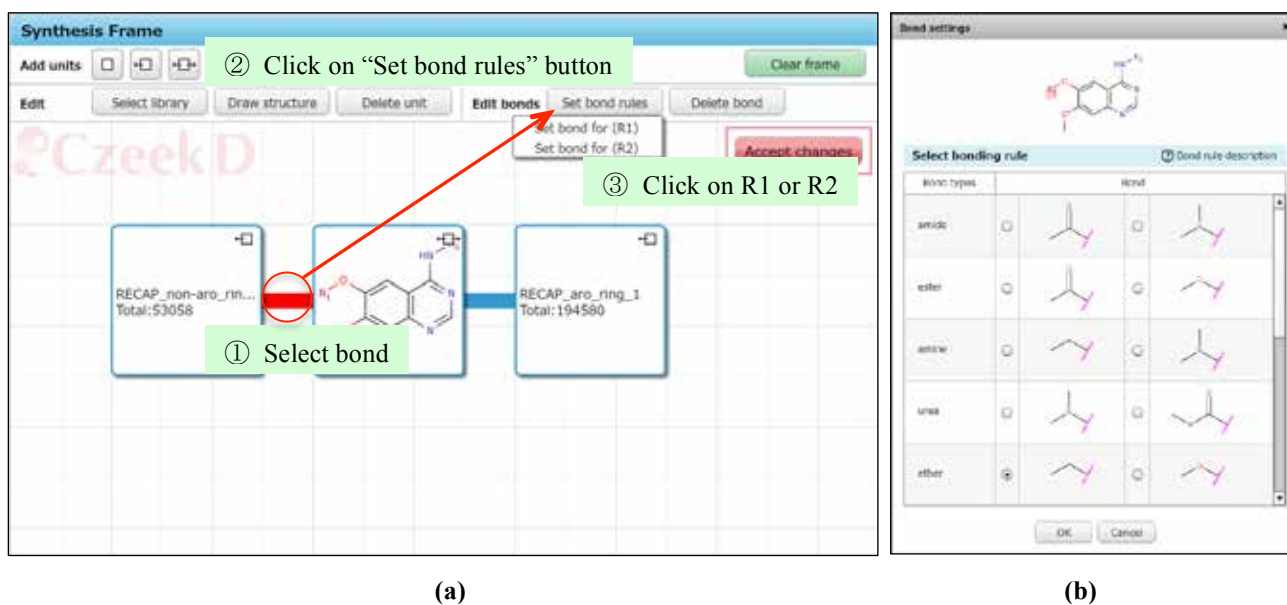 Synthesis Frame
Add units
② Click on “Set bond rules” button
Clear frame
Edit
Select library
Draw structure
Delete unit
Edit bonds
Set bond rules
Delete bond
Set bond for (R1)
Set bond for (R2)
CzeekD
Accept changes
③ Click on R1 or R2
RECAP_non-aro_rin...
Total:53058
HN
R₁
O
N
N
RECAP_aro_ring_1
Total:194580
① Select bond
(a)
Bond settings
Select bonding rule
Bond rule description
Bond types
Bond
amide
ester
amine
urea
ether
OK
Cancel
(b)